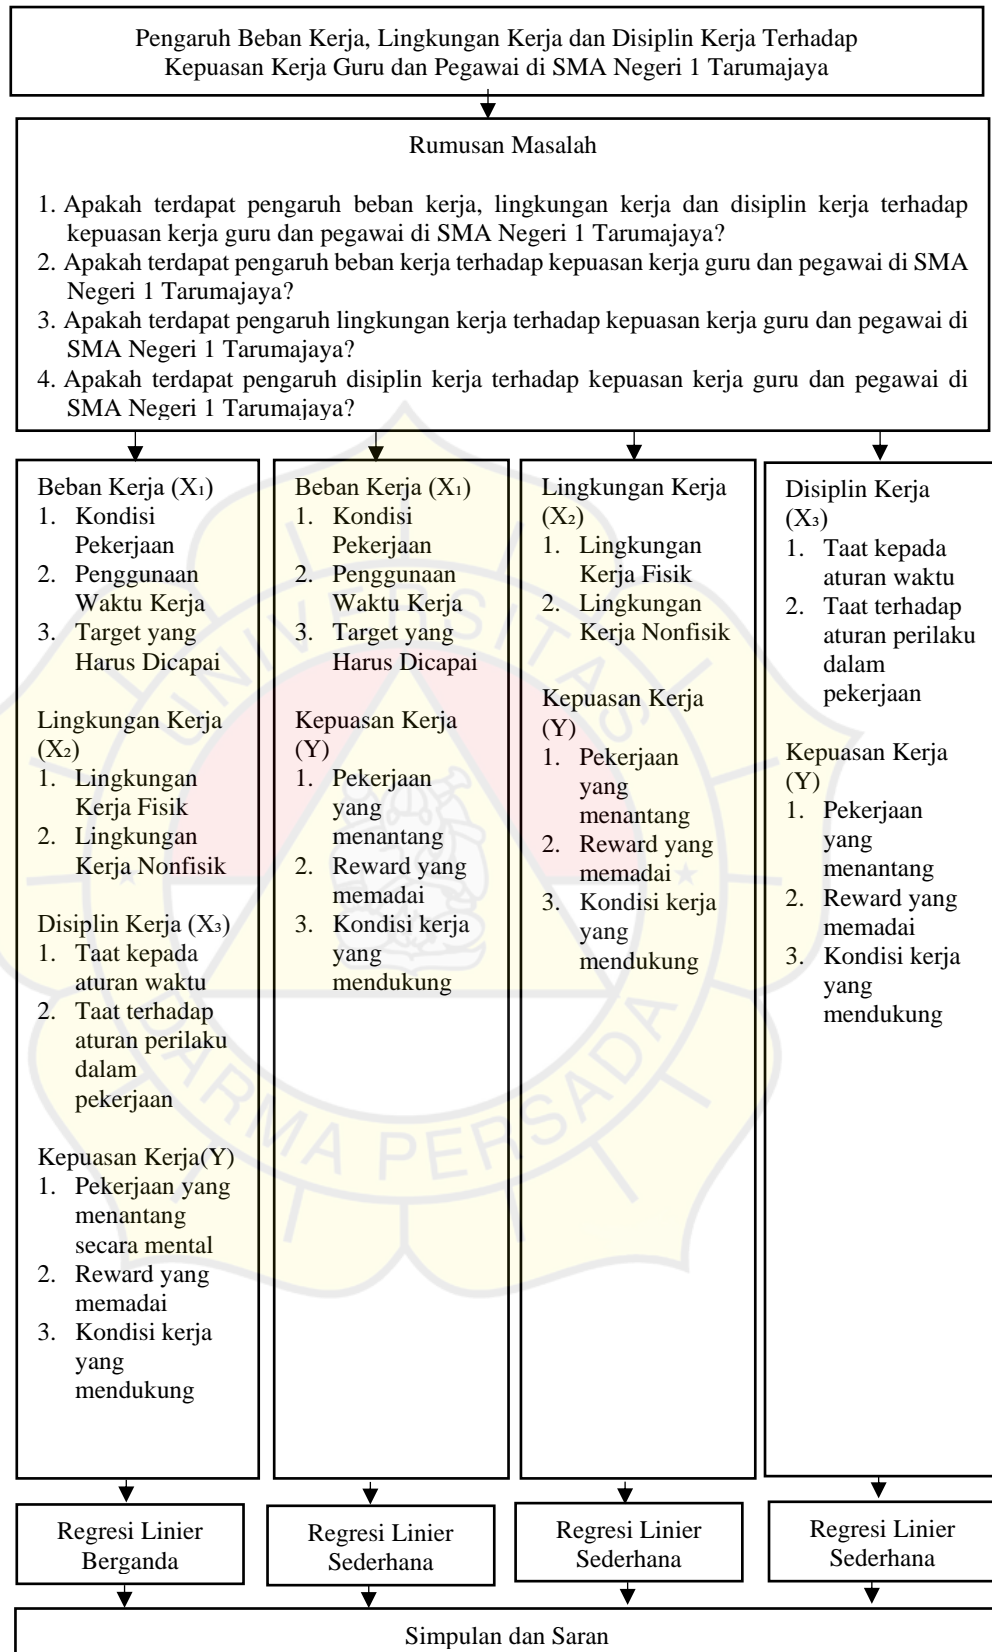 Pengaruh Beban Kerja, Lingkungan Kerja dan Disiplin Kerja Terhadap
Kepuasan Kerja Guru dan Pegawai di SMA Negeri 1 Tarumajaya
Rumusan Masalah
1. Apakah terdapat pengaruh beban kerja, lingkungan kerja dan disiplin kerja terhadap
kepuasan kerja guru dan pegawai di SMA Negeri 1 Tarumajaya?
2. Apakah terdapat pengaruh beban kerja terhadap kepuasan kerja guru dan pegawai di SMA
Negeri 1 Tarumajaya?
3. Apakah terdapat pengaruh lingkungan kerja terhadap kepuasan kerja guru dan pegawai di
SMA Negeri 1 Tarumajaya?
4. Apakah terdapat pengaruh disiplin kerja terhadap kepuasan kerja guru dan pegawai di
SMA Negeri 1 Tarumajaya?
Beban Kerja (X₁)
1. Kondisi
Pekerjaan
2. Penggunaan
Waktu Kerja
3. Target yang
Harus Dicapai
Lingkungan Kerja
(X₂)
1. Lingkungan
Kerja Fisik
2. Lingkungan
Kerja Nonfisik
Disiplin Kerja (X₃)
1. Taat kepada
aturan waktu
2. Taat terhadap
aturan perilaku
dalam
pekerjaan
Kepuasan Kerja(Y)
1. Pekerjaan yang
menantang
secara mental
2. Reward yang
memadai
3. Kondisi kerja
yang
mendukung
Beban Kerja (X₁)
1. Kondisi
Pekerjaan
2. Penggunaan
Waktu Kerja
3. Target yang
Harus Dicapai
Kepuasan Kerja
(Y)
1. Pekerjaan
yang
menantang
2. Reward yang
memadai
3. Kondisi kerja
yang
mendukung
Lingkungan Kerja
(X₂)
1. Lingkungan
Kerja Fisik
2. Lingkungan
Kerja Nonfisik
Kepuasan Kerja
(Y)
1. Pekerjaan
yang
menantang
2. Reward yang
memadai
3. Kondisi kerja
yang
mendukung
Disiplin Kerja
(X₃)
1. Taat kepada
aturan waktu
2. Taat terhadap
aturan perilaku
dalam
pekerjaan
Kepuasan Kerja
(Y)
1. Pekerjaan
yang
menantang
2. Reward yang
memadai
3. Kondisi kerja
yang
mendukung
Regresi Linier
Berganda
Regresi Linier
Sederhana
Regresi Linier
Sederhana
Regresi Linier
Sederhana
Simpulan dan Saran
UNIVERSITAS
DARMA PERSADA